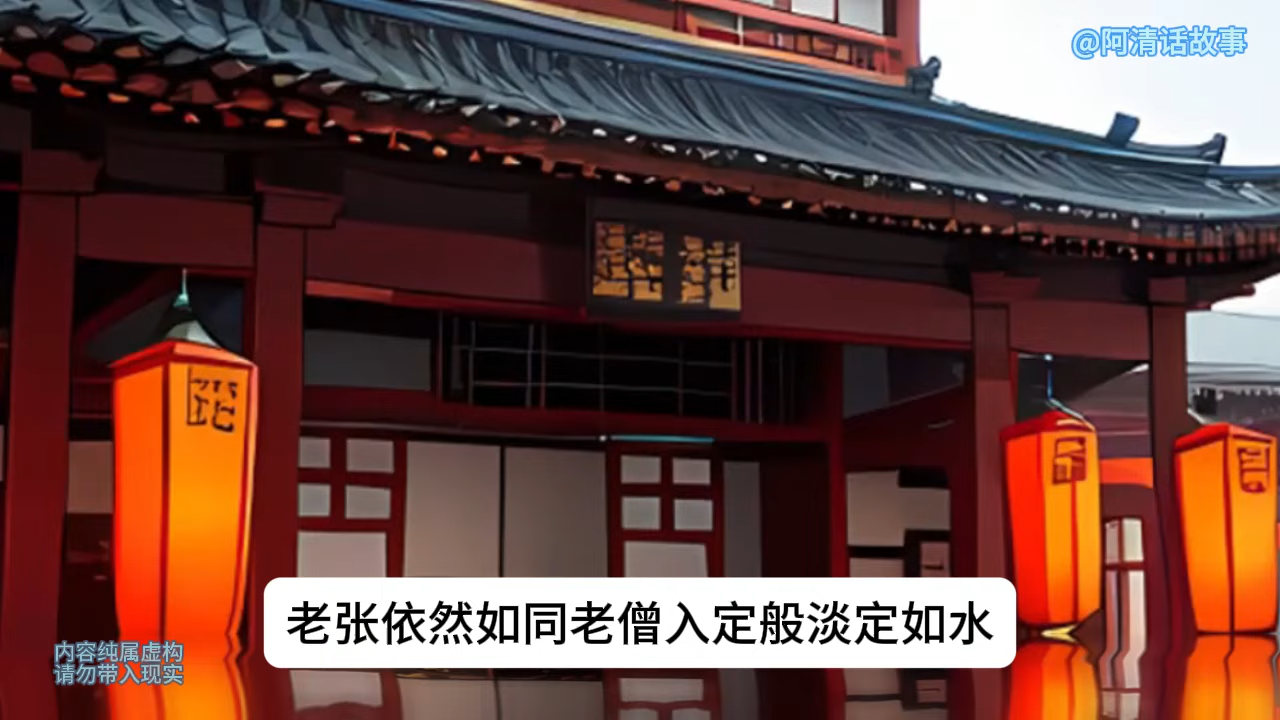 @阿清话故事
老张依然如同老僧入定般淡定如水
内容纯属虚构
请勿带入现实